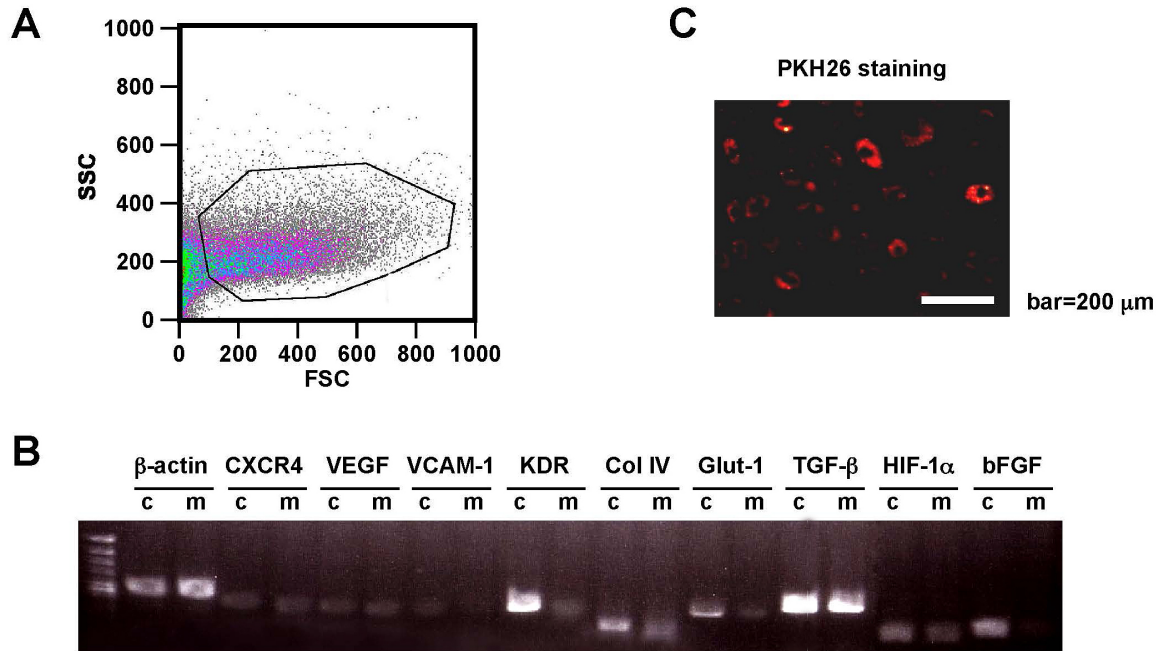 A
1000
800
600
400
200
0
SSC
0 200 400 600 800 1000
FSC
C
PKH26 staining
bar=200 μm
B
β-actin CXCR4 VEGF VCAM-1 KDR Col IV Glut-1 TGF-β HIF-1α bFGF
c m c m c m c m c m c m c m c m c m c m